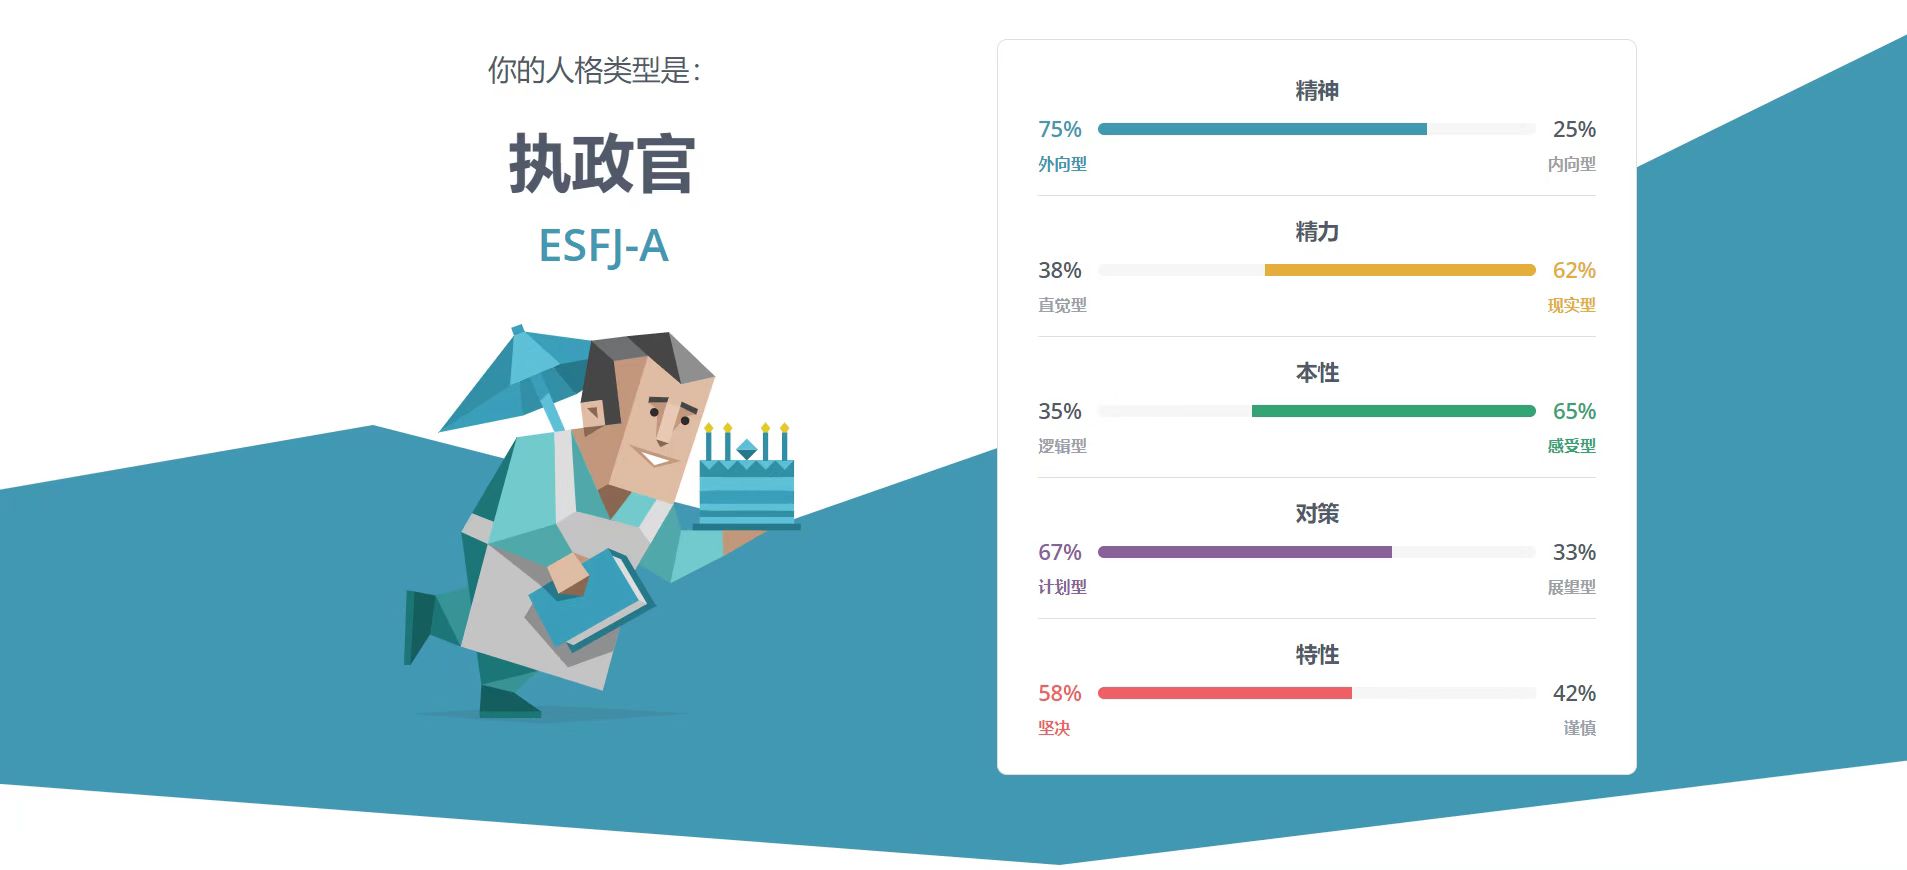 你的人格类型是：
执政官
ESFJ-A
精神
75% 25%
外向型 内向型
精力
38% 62%
直觉型 现实型
本性
35% 65%
逻辑型 感受型
对策
67% 33%
计划型 展望型
特性
58% 42%
坚决 谨慎